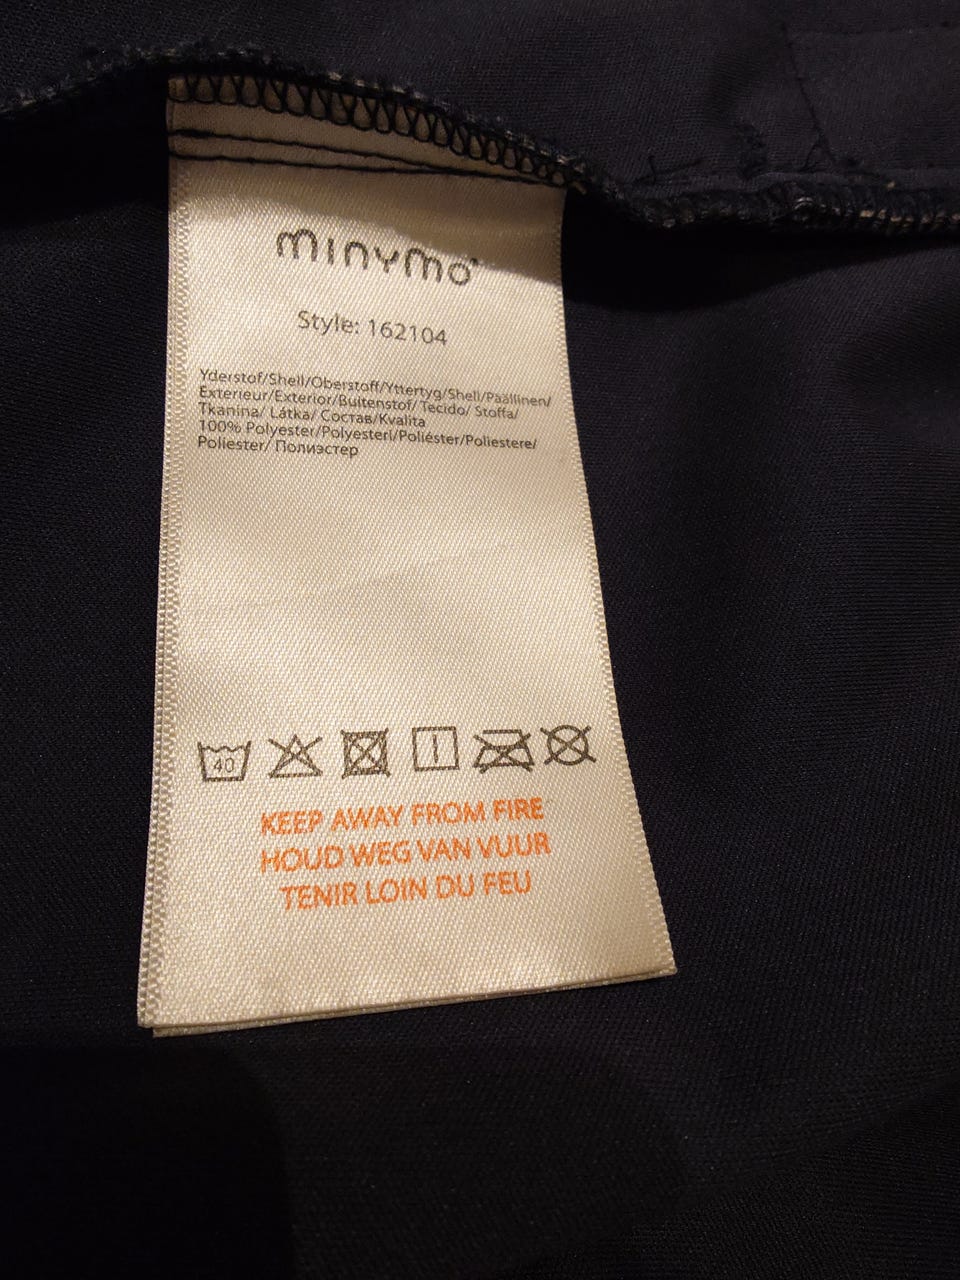 minymo
Style: 162104
Yderstof/Shell/Oberstoff/Yttertyg/Shell/Päällinen/
Exterieur/Exterior/Buitenstof/ Tecido/ Stoffa/
Tkanina/ Látka/ Состав/Kvalita
100% Polyester/Polyesteri/Poliéster/Poliestere/
Poliester/ Полиэстер
40
KEEP AWAY FROM FIRE
HOUD WEG VAN VUUR
TENIR LOIN DU FEU